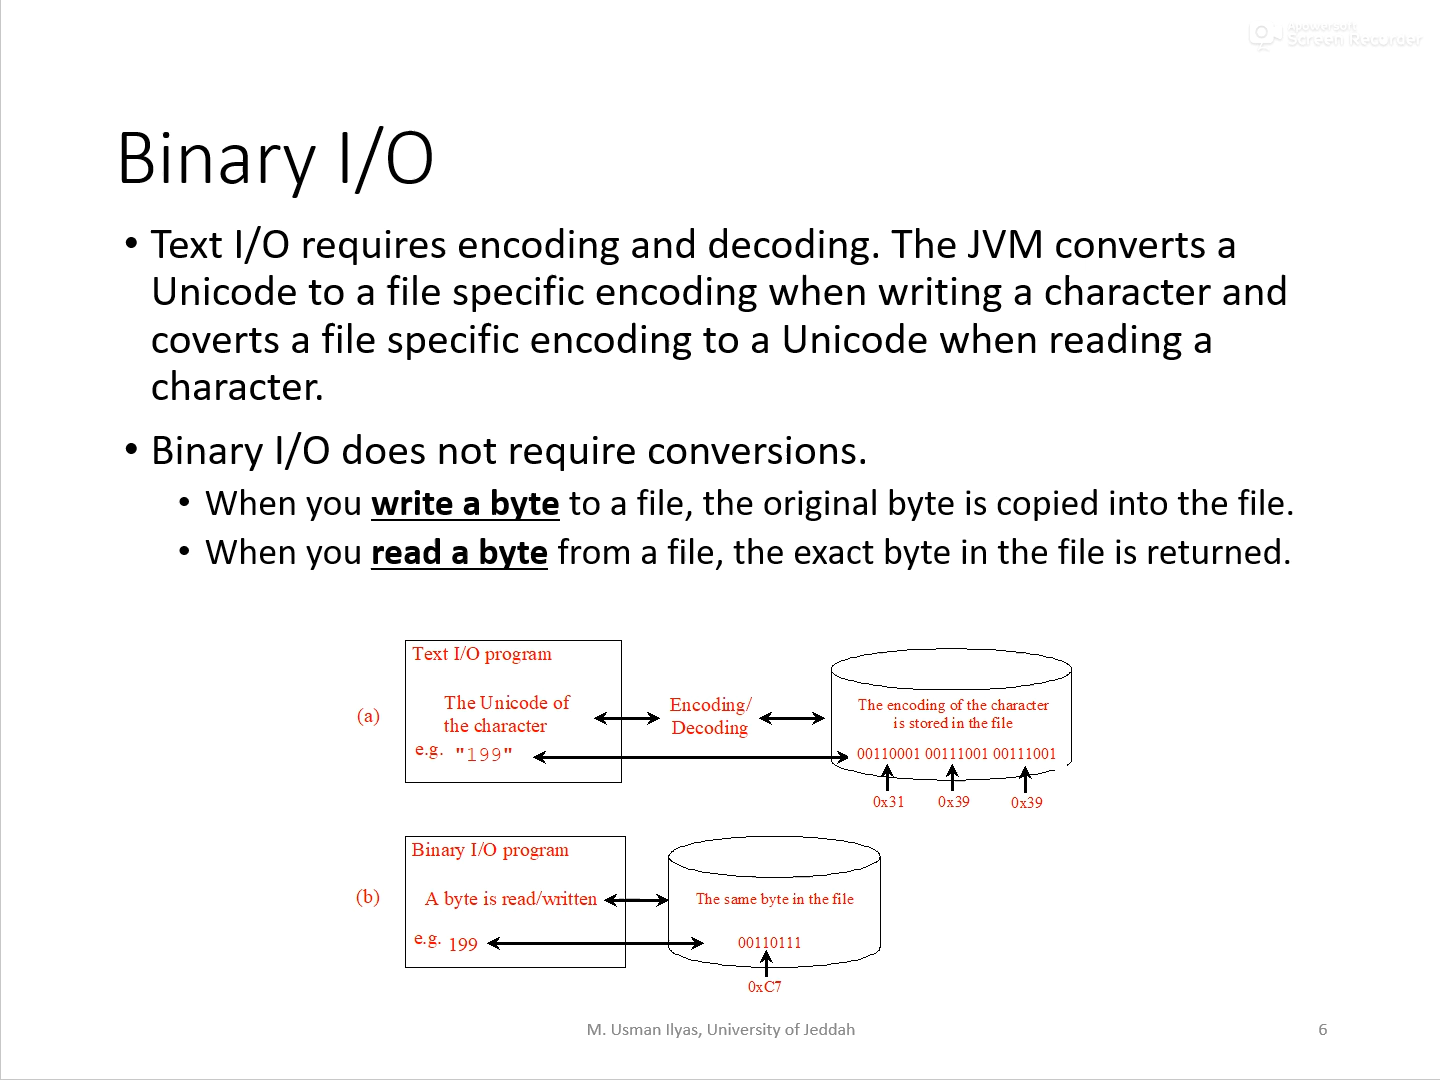 Apowersoft
Screen Recorder
Binary I/O
• Text I/O requires encoding and decoding. The JVM converts a
Unicode to a file specific encoding when writing a character and
coverts a file specific encoding to a Unicode when reading a
character.
• Binary I/O does not require conversions.
• When you write a byte to a file, the original byte is copied into the file.
• When you read a byte from a file, the exact byte in the file is returned.
(a)
Text I/O program
The Unicode of
the character
e.g. "199"
Encoding/
Decoding
The encoding of the character
is stored in the file
00110001 00111001 00111001
0x31 0x39 0x39
(b)
Binary I/O program
A byte is read/written
e.g. 199
The same byte in the file
00110111
0xC7
M. Usman Ilyas, University of Jeddah
6